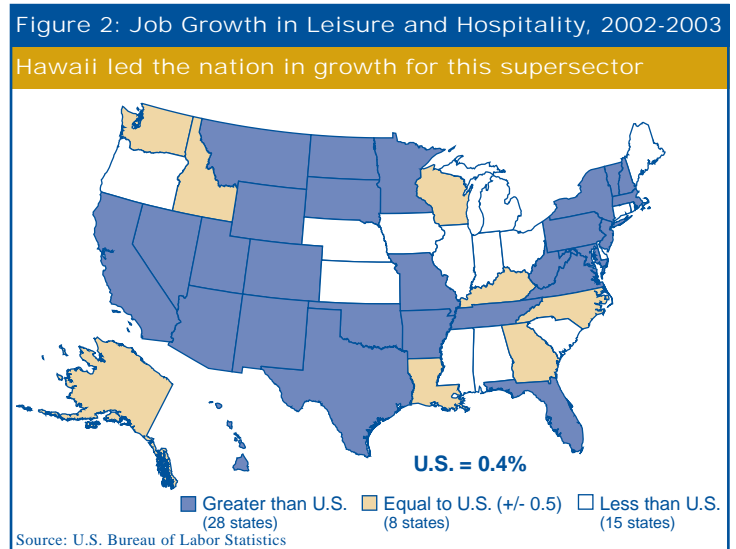 Figure 2: Job Growth in Leisure and Hospitality, 2002-2003
Hawaii led the nation in growth for this supersector
U.S. = 0.4%
Greater than U.S. Equal to U.S. (+/- 0.5) Less than U.S.
(28 states) (8 states) (15 states)
Source: U.S. Bureau of Labor Statistics